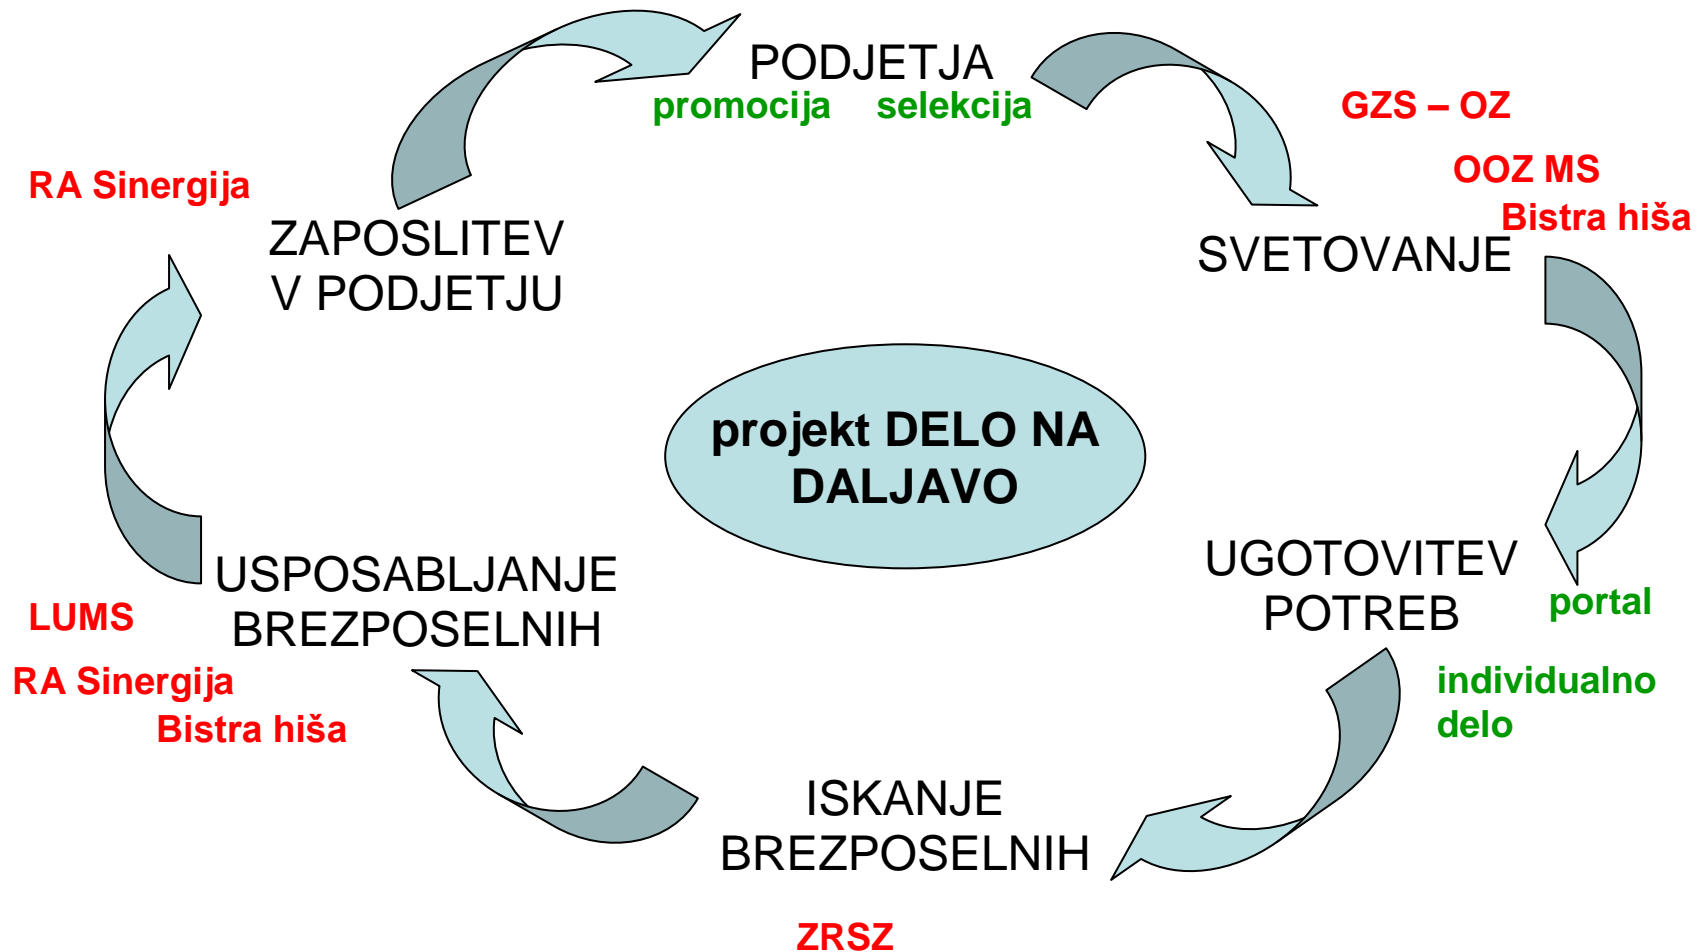 PODJETJA
promocija selekcija
GZS – OZ
OOZ MS
Bistra hiša
SVETOVANJE
RA Sinergija
ZAPOSLITEV
V PODJETJU
projekt DELO NA
DALJAVO
UGOTOVITEV
POTREB
portal
individualno
delo
USPOSABLJANJE
BREZPOSELNIH
LUMS
RA Sinergija
Bistra hiša
ISKANJE
BREZPOSELNIH
ZRSZ